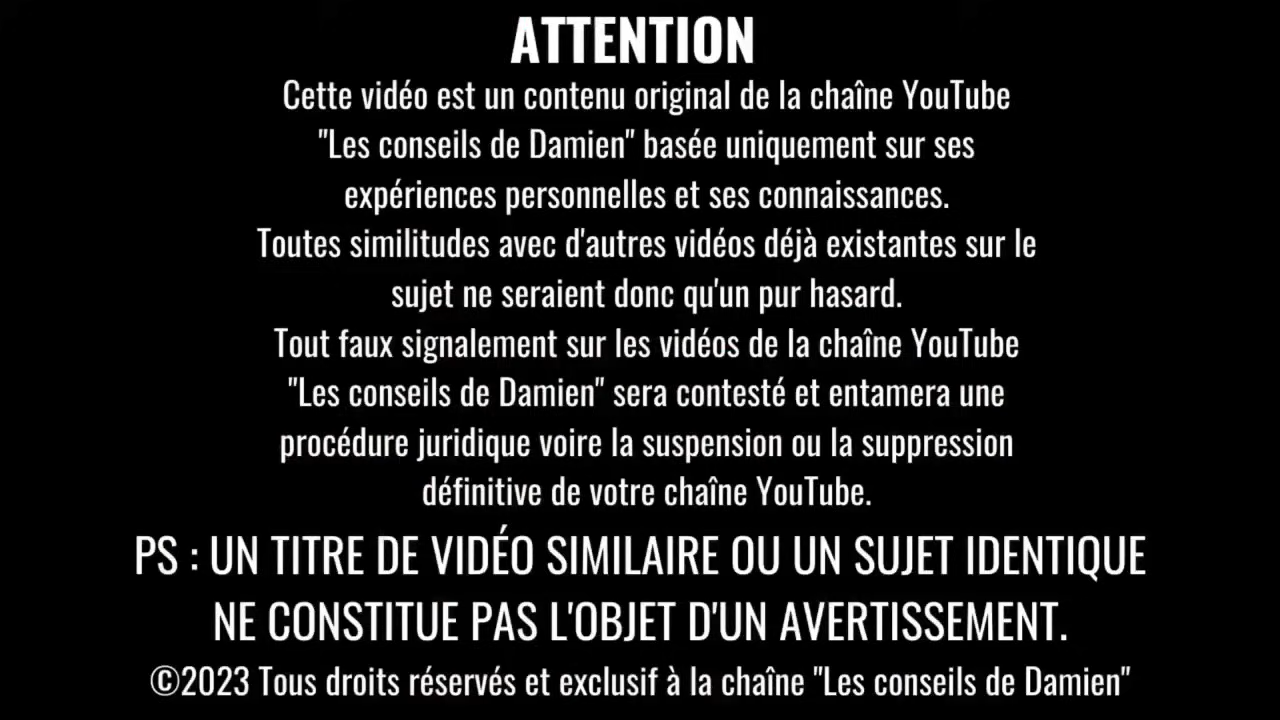 ATTENTION
Cette vidéo est un contenu original de la chaîne YouTube
"Les conseils de Damien" basée uniquement sur ses
expériences personnelles et ses connaissances.
Toutes similitudes avec d'autres vidéos déjà existantes sur le
sujet ne seraient donc qu'un pur hasard.
Tout faux signalement sur les vidéos de la chaîne YouTube
"Les conseils de Damien" sera contesté et entamera une
procédure juridique voire la suspension ou la suppression
définitive de votre chaîne YouTube.
PS : UN TITRE DE VIDÉO SIMILAIRE OU UN SUJET IDENTIQUE
NE CONSTITUE PAS L'OBJET D'UN AVERTISSEMENT.
©2023 Tous droits réservés et exclusif à la chaîne "Les conseils de Damien"